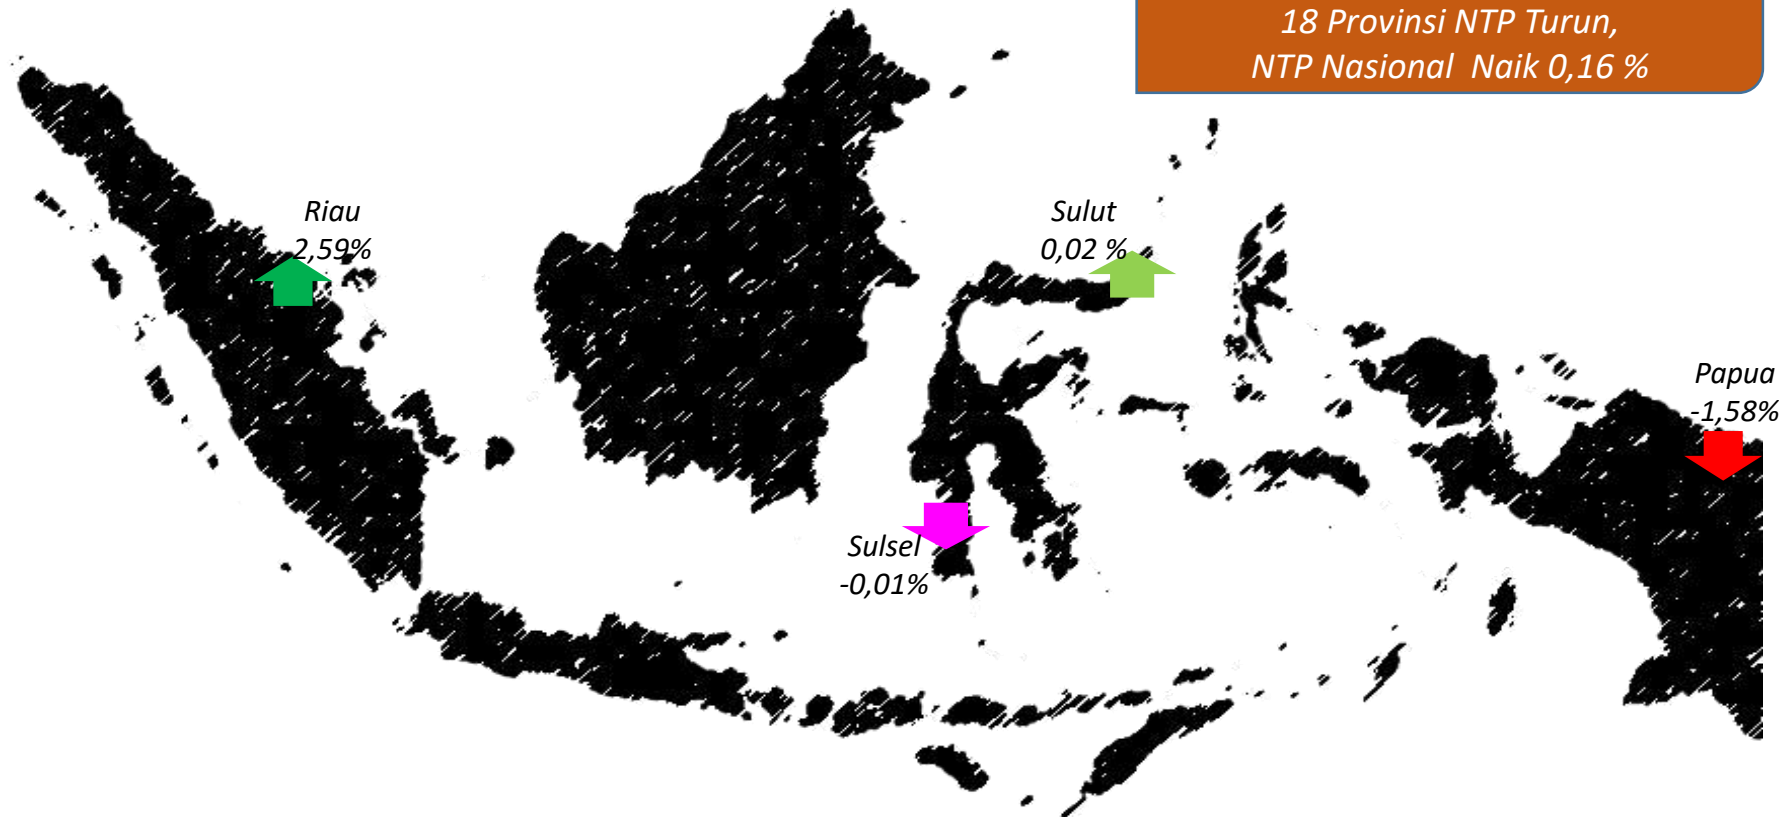 18 Provinsi NTP Turun,
NTP Nasional Naik 0,16 %
Riau
2,59%
Sulut
0,02 %
Papua
-1,58%
Sulsel
-0,01%